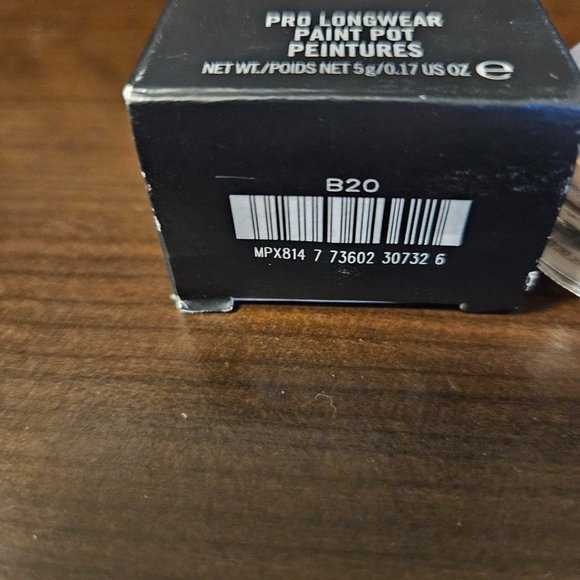 PRO LONGWEAR
PAINT POT
PEINTURES
NET WT./POIDS NET 5g/0.17 US OZ. ℮
B20
MPX814 7 73602 30732 6